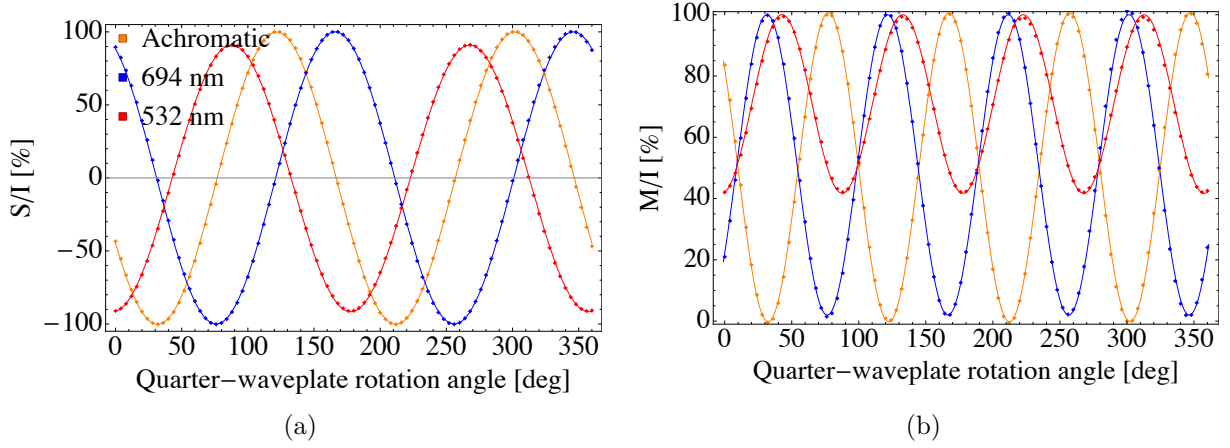 100
50
0
−50
−100
S/I [%]
Achromatic
694 nm
532 nm
0 50 100 150 200 250 300 350
Quarter−waveplate rotation angle [deg]
(a)
100
80
60
40
20
0
M/I [%]
0 50 100 150 200 250 300 350
Quarter−waveplate rotation angle [deg]
(b)